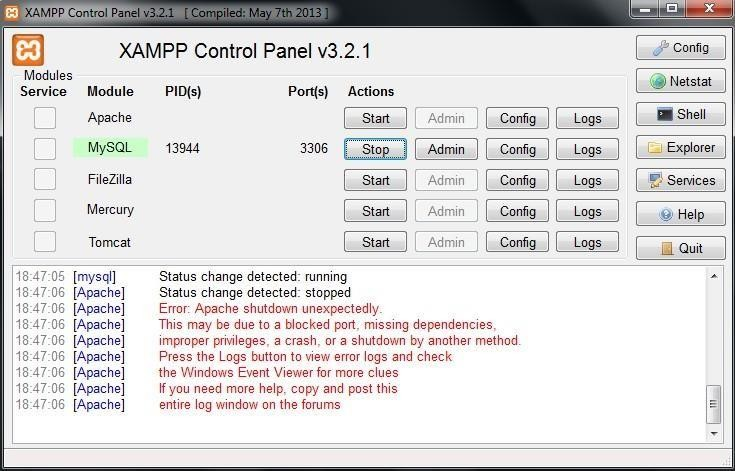 XAMPP Control Panel v3.2.1 [ Compiled: May 7th 2013 ]
XAMPP Control Panel v3.2.1
Config
Modules
Service Module PID(s) Port(s) Actions
Netstat
Apache Start Admin Config Logs
Shell
MySQL 13944 3306 Stop Admin Config Logs
Explorer
FileZilla Start Admin Config Logs
Services
Mercury Start Admin Config Logs
Help
Tomcat Start Admin Config Logs
Quit
18:47:05 [mysql] Status change detected: running
18:47:06 [Apache] Status change detected: stopped
18:47:06 [Apache] Error: Apache shutdown unexpectedly.
18:47:06 [Apache] This may be due to a blocked port, missing dependencies,
18:47:06 [Apache] improper privileges, a crash, or a shutdown by another method.
18:47:06 [Apache] Press the Logs button to view error logs and check
18:47:06 [Apache] the Windows Event Viewer for more clues
18:47:06 [Apache] If you need more help, copy and post this
18:47:06 [Apache] entire log window on the forums